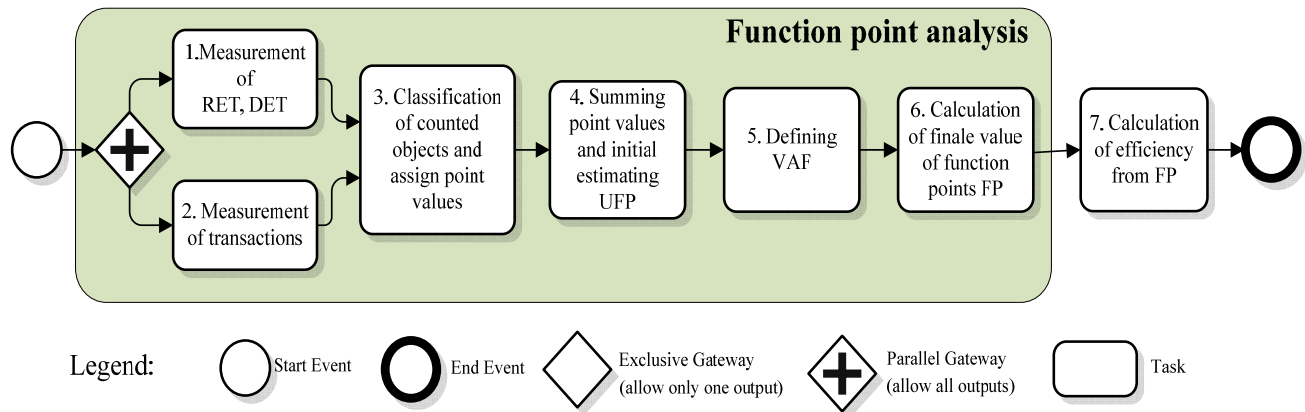 Function point analysis
1.Measurement
of
RET, DET
2. Measurement
of transactions
3. Classification
of counted
objects and
assign point
values
4. Summing
point values
and initial
estimating
UFP
5. Defining
VAF
6. Calculation
of finale value
of function
points FP
7. Calculation
of efficiency
from FP
Legend:
Start Event
End Event
Exclusive Gateway
(allow only one output)
Parallel Gateway
(allow all outputs)
Task